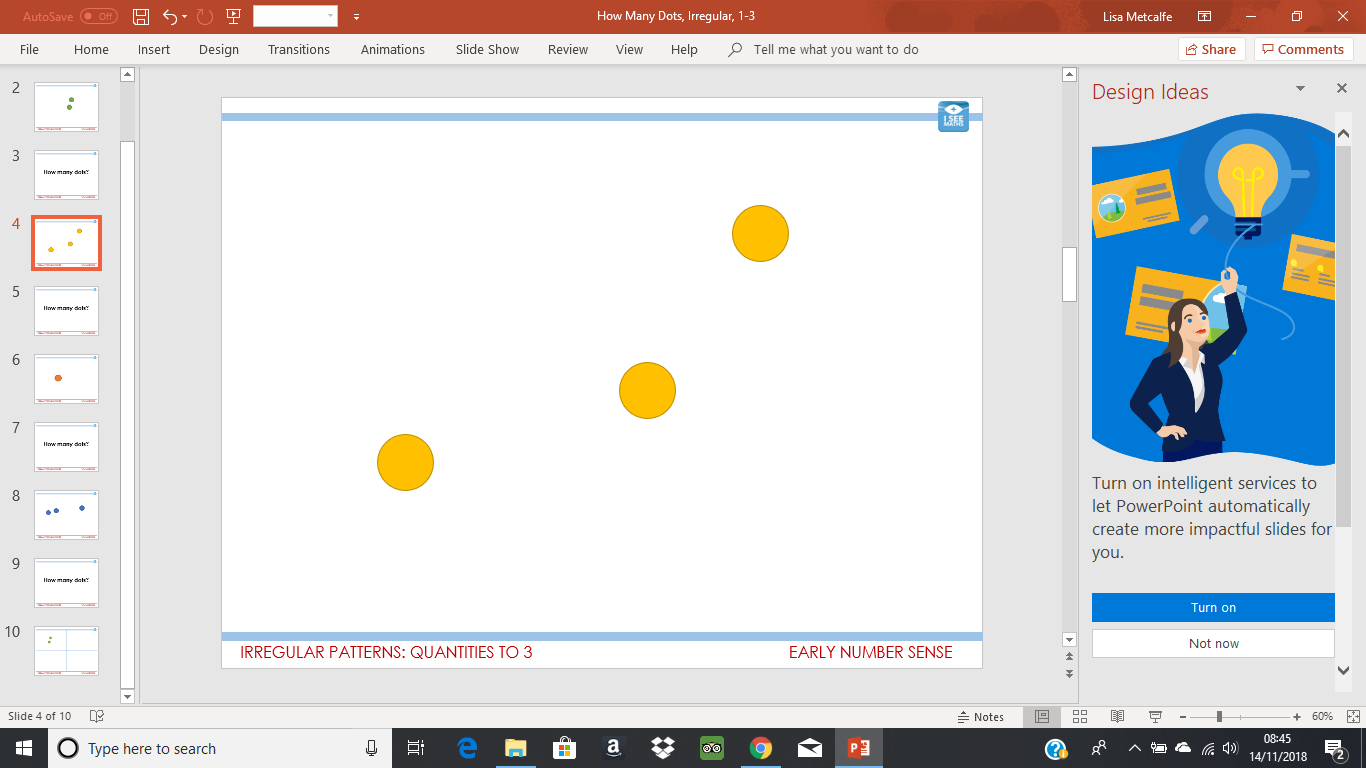 AutoSave Off
How Many Dots, Irregular, 1-3
Lisa Metcalfe
File Home Insert Design Transitions Animations Slide Show Review View Help Tell me what you want to do
Share Comments
2
3
How many dots?
4
5
How many dots?
6
7
How many dots?
8
9
How many dots?
10
I SEE
MATHS
IRREGULAR PATTERNS: QUANTITIES TO 3 EARLY NUMBER SENSE
Design Ideas
Turn on intelligent services to
let PowerPoint automatically
create more impactful slides for
you.
Turn on
Not now
Slide 4 of 10 Notes 60%
Type here to search
08:45
14/11/2018
2